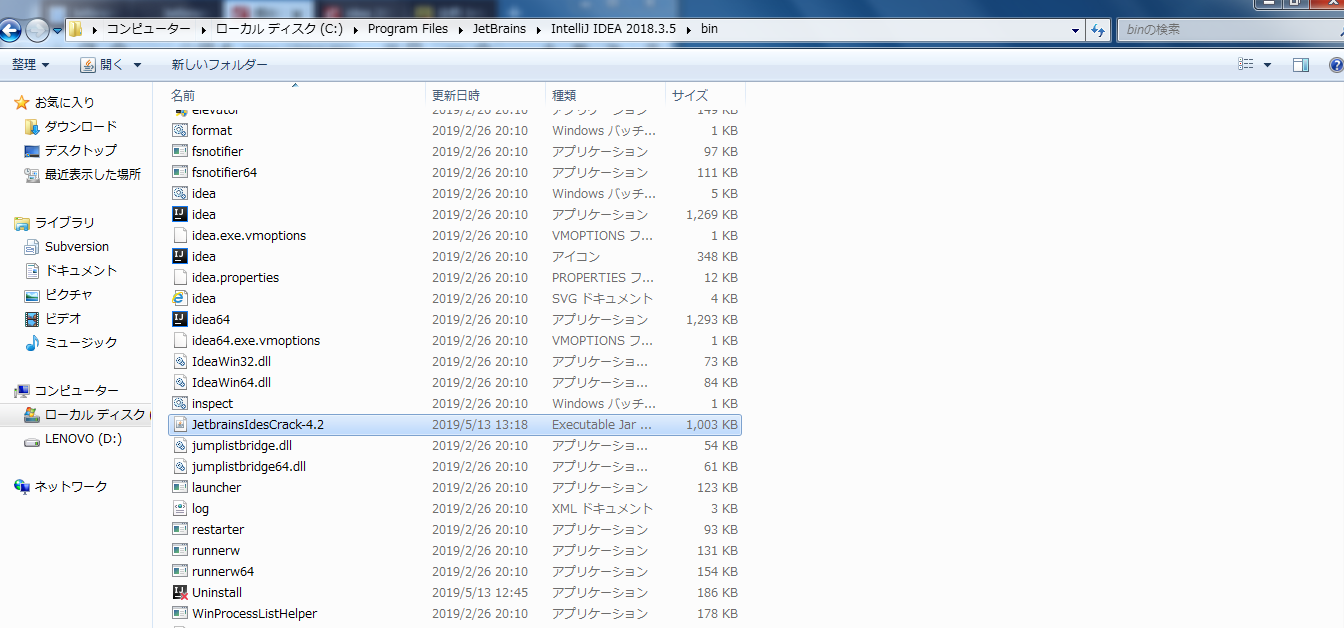 コンピューター ▸ ローカル ディスク (C:) ▸ Program Files ▸ JetBrains ▸ IntelliJ IDEA 2018.3.5 ▸ bin
binの検索
整理 開く 新しいフォルダー
お気に入り
ダウンロード
デスクトップ
最近表示した場所
ライブラリ
Subversion
ドキュメント
ピクチャ
ビデオ
ミュージック
コンピューター
ローカル ディスク (
LENOVO (D:)
ネットワーク
名前 更新日時 種類 サイズ
elevator 2019/2/26 20:10 アプリケーション 149 KB
format 2019/2/26 20:10 Windows バッチ... 1 KB
fsnotifier 2019/2/26 20:10 アプリケーション 97 KB
fsnotifier64 2019/2/26 20:10 アプリケーション 111 KB
idea 2019/2/26 20:10 Windows バッチ... 5 KB
idea 2019/2/26 20:10 アプリケーション 1,269 KB
idea.exe.vmoptions 2019/2/26 20:10 VMOPTIONS フ... 1 KB
idea 2019/2/26 20:10 アイコン 348 KB
idea.properties 2019/2/26 20:10 PROPERTIES フ... 12 KB
idea 2019/2/26 20:10 SVG ドキュメント 4 KB
idea64 2019/2/26 20:10 アプリケーション 1,293 KB
idea64.exe.vmoptions 2019/2/26 20:10 VMOPTIONS フ... 1 KB
IdeaWin32.dll 2019/2/26 20:10 アプリケーショ... 73 KB
IdeaWin64.dll 2019/2/26 20:10 アプリケーショ... 84 KB
inspect 2019/2/26 20:10 Windows バッチ... 1 KB
JetbrainsIdesCrack-4.2 2019/5/13 13:18 Executable Jar ... 1,003 KB
jumplistbridge.dll 2019/2/26 20:10 アプリケーショ... 54 KB
jumplistbridge64.dll 2019/2/26 20:10 アプリケーショ... 61 KB
launcher 2019/2/26 20:10 アプリケーション 123 KB
log 2019/2/26 20:10 XML ドキュメント 3 KB
restarter 2019/2/26 20:10 アプリケーション 93 KB
runnerw 2019/2/26 20:10 アプリケーション 131 KB
runnerw64 2019/2/26 20:10 アプリケーション 154 KB
Uninstall 2019/5/13 12:45 アプリケーション 186 KB
WinProcessListHelper 2019/2/26 20:10 アプリケーション 178 KB